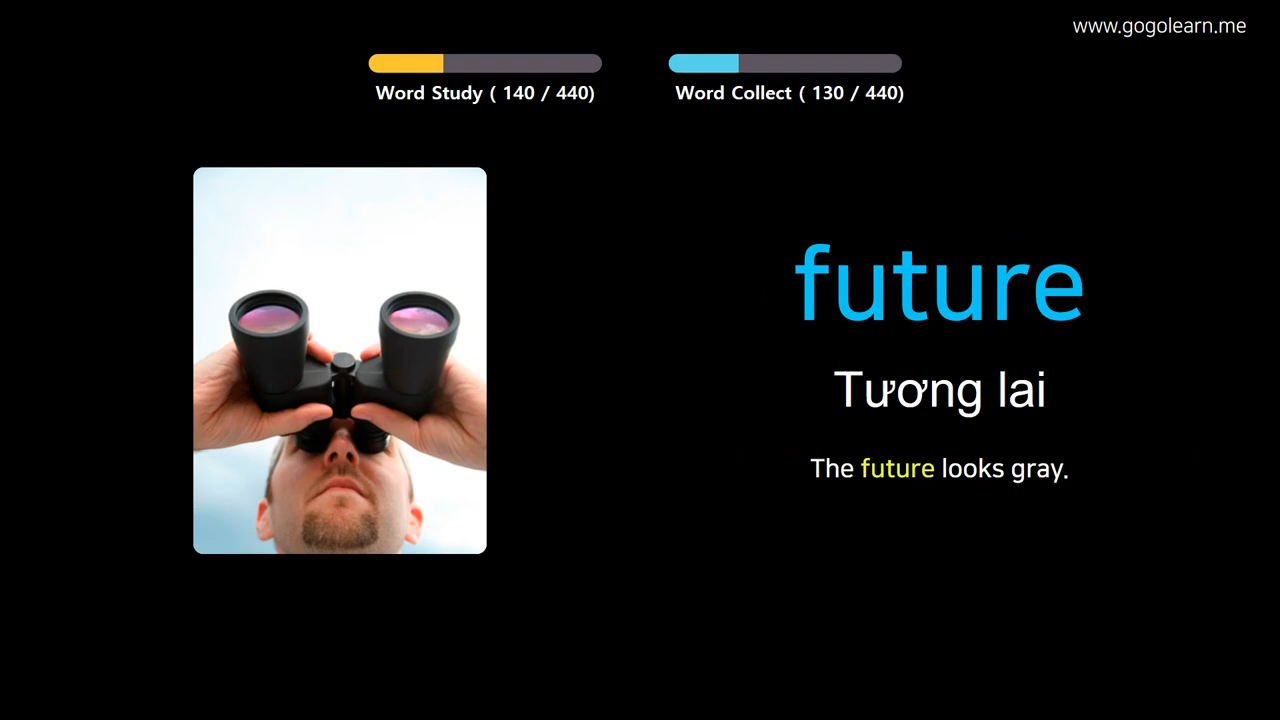 www.gogolearn.me
Word Study ( 140 / 440)
Word Collect ( 130 / 440)
future
Tương lai
The future looks gray.